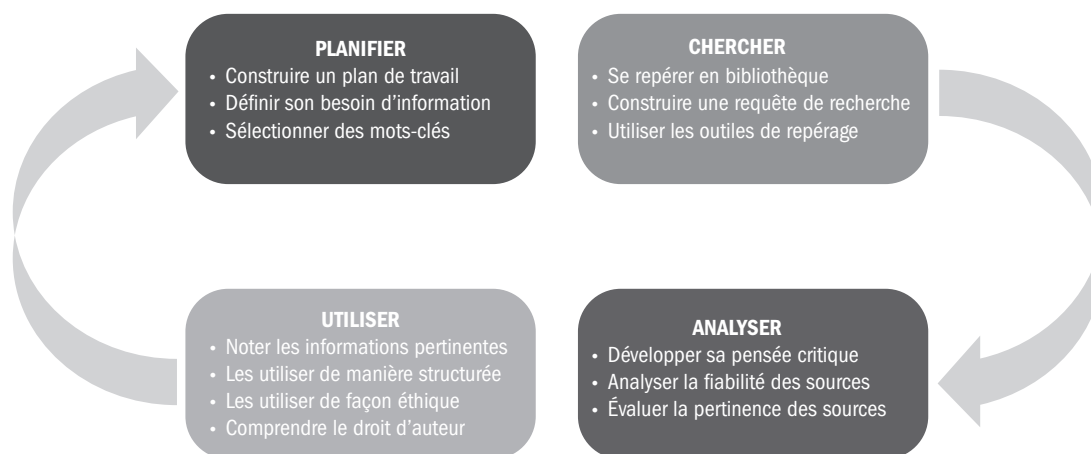 PLANIFIER
• Construire un plan de travail
• Définir son besoin d’information
• Sélectionner des mots-clés
CHERCHER
• Se repérer en bibliothèque
• Construire une requête de recherche
• Utiliser les outiles de repérage
UTILISER
• Noter les informations pertinentes
• Les utiliser de manière structurée
• Les utiliser de façon éthique
• Comprendre le droit d’auteur
ANALYSER
• Développer sa pensée critique
• Analyser la fiabilité des sources
• Évaluer la pertinence des sources